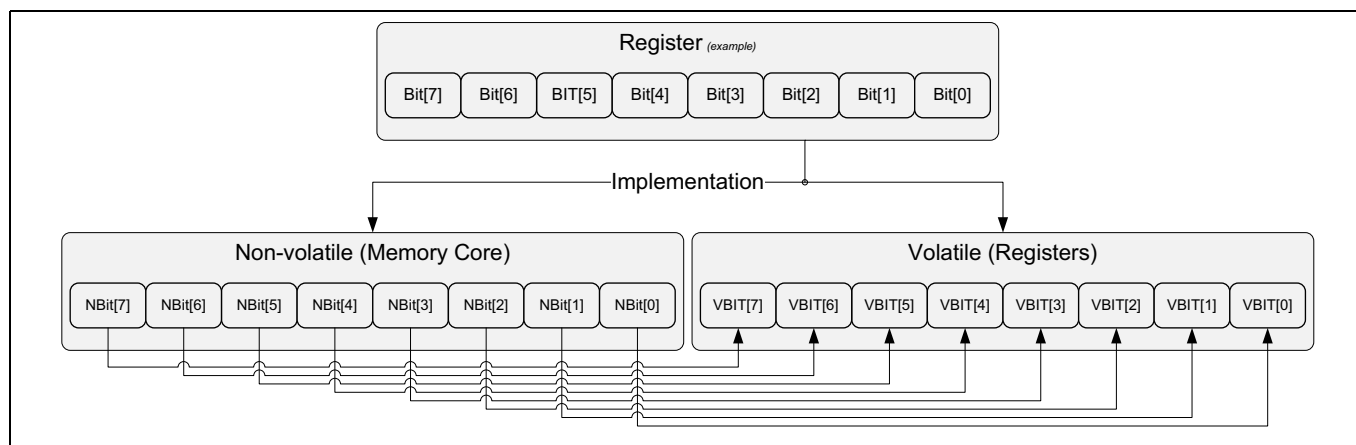 Register (example)
Bit[7] Bit[6] BIT[5] Bit[4] Bit[3] Bit[2] Bit[1] Bit[0]
Implementation
Non-volatile (Memory Core)
NBit[7] NBit[6] NBit[5] NBit[4] NBit[3] NBit[2] NBit[1] NBit[0]
Volatile (Registers)
VBIT[7] VBIT[6] VBIT[5] VBIT[4] VBIT[3] VBIT[2] VBIT[1] VBIT[0]